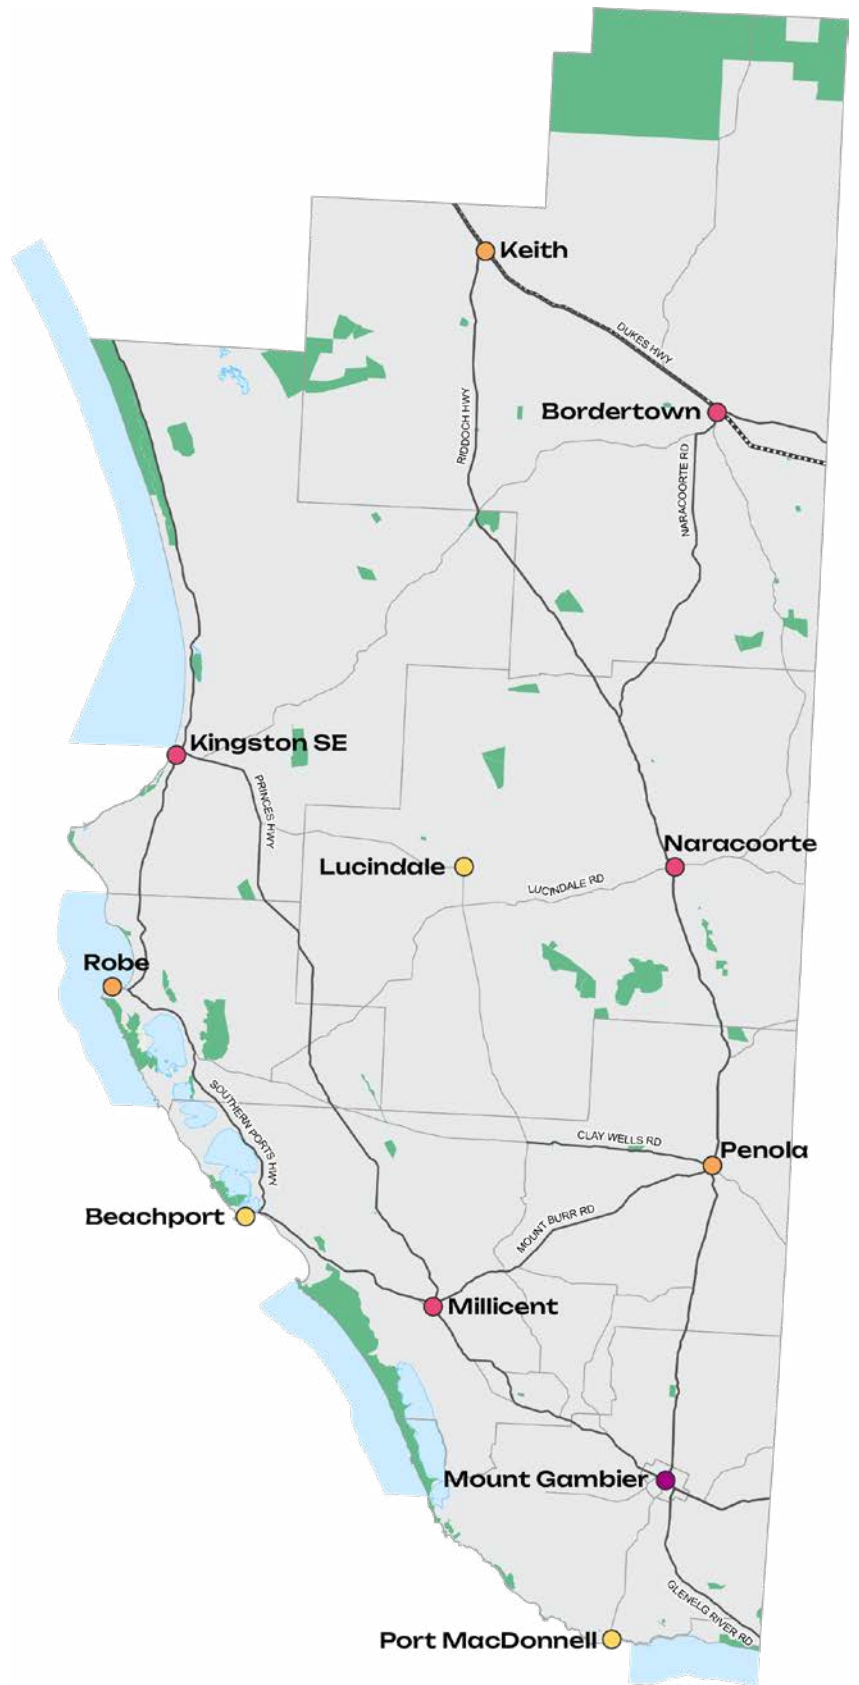 Keith
DUKES HWY
RIDDOCH HWY
Bordertown
NARACOORTE RD
Kingston SE
PRINCES HWY
Naracoorte
Lucindale
LUCINDALE RD
Robe
SOUTHERN PORTS HWY
CLAY WELLS RD
Penola
Beachport
MOUNT BURR RD
Millicent
Mount Gambier
GLENELG RIVER RD
Port MacDonnell